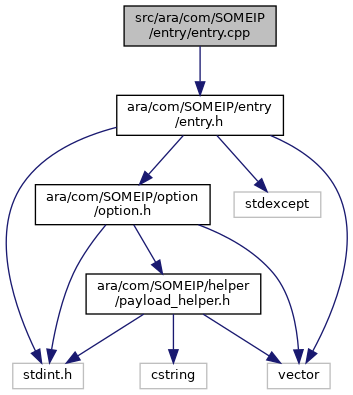 src/ara/com/SOMEIP
/entry/entry.cpp
ara/com/SOMEIP/entry
/entry.h
ara/com/SOMEIP/option
/option.h
stdexcept
ara/com/SOMEIP/helper
/payload_helper.h
stdint.h
cstring
vector